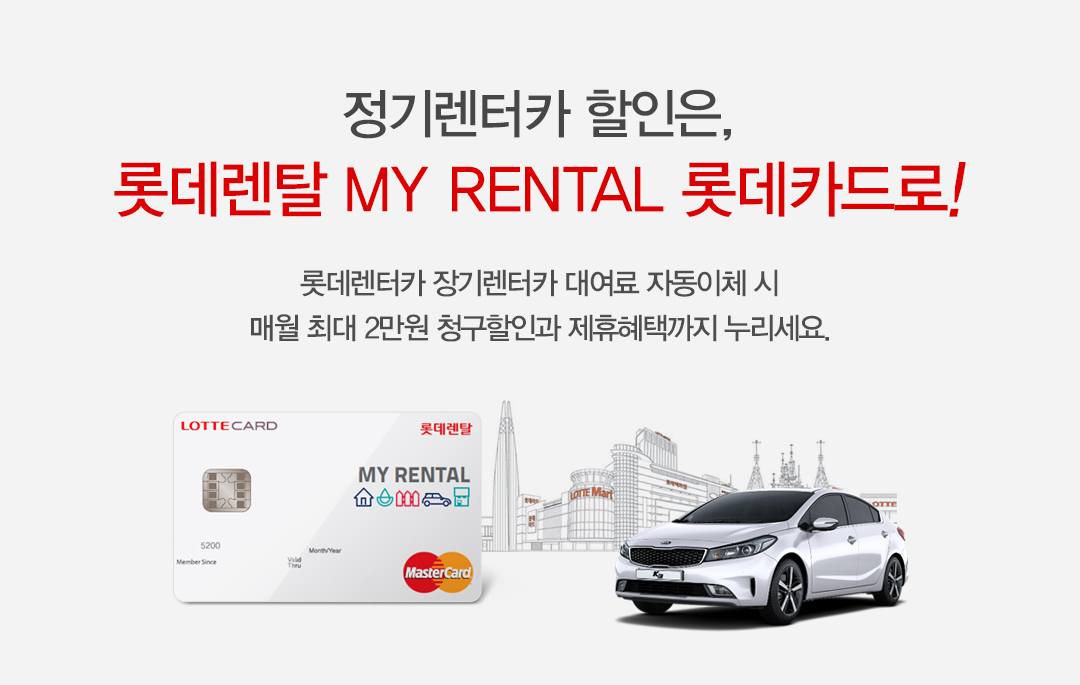 정기렌터카 할인은,
롯데렌탈 MY RENTAL 롯데카드로!
롯데렌터카 장기렌터카 대여료 자동이체 시
매월 최대 2만원 청구할인과 제휴혜택까지 누리세요.
LOTTECARD
롯데렌탈
MY RENTAL
5200
Month/Year
Member Since
Valid
Thru
MasterCard
LOTTE Mart
OTTE
K3